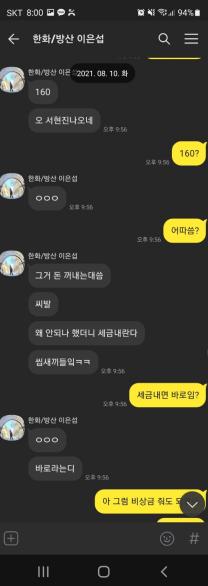 SKT 8:00
94%
한화/방산 이은섭
한화/방산 이은섭
2021. 08. 10. 화
160
모 서현진나오네
오후 9:56
160?
오후 9:56
한화/방산 이은섭
ㅇㅇㅇ
오후 9:56
어따씀?
오후 9:56
한화/방산 이은섭
그거 돈 꺼내는대씀
씨발
왜 안되나 했더니 세금내란다
씹새끼들잌ㅋㅋ
오후 9:56
세금내면 바로임?
오후 9:56
한화/방산 이은섭
ㅇㅇㅇ
바로라는디
오후 9:56
아 그럼 비상금 줘도
#